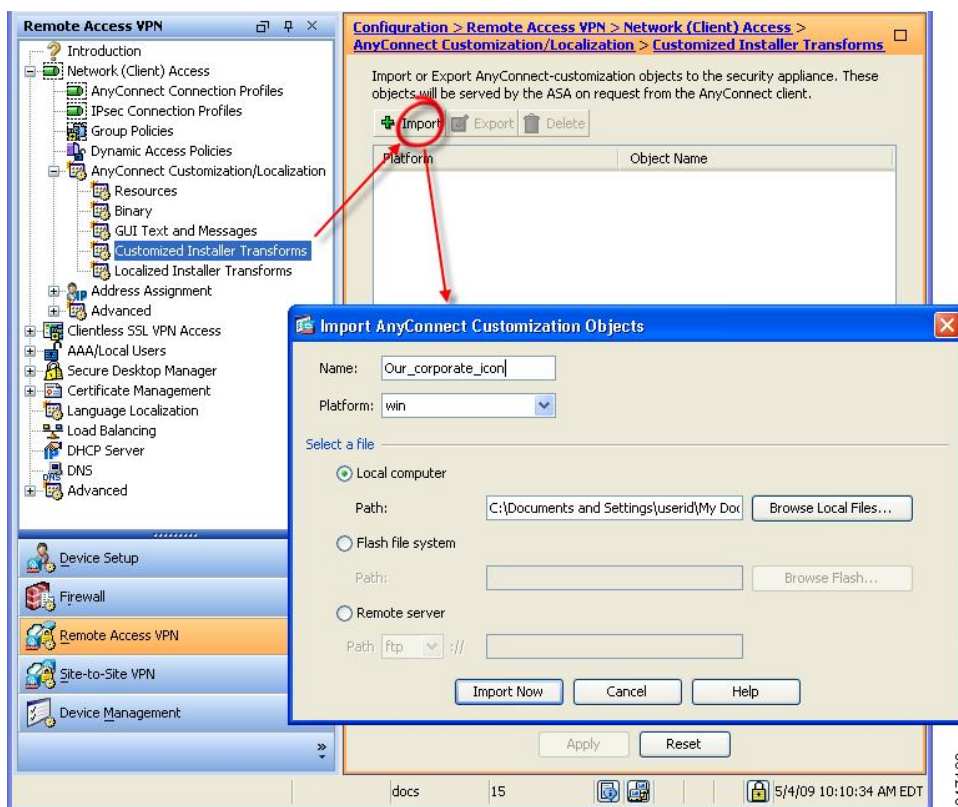 Remote Access VPN
Introduction
Network (Client) Access
AnyConnect Connection Profiles
IPsec Connection Profiles
Group Policies
Dynamic Access Policies
AnyConnect Customization/Localization
Resources
Binary
GUI Text and Messages
Customized Installer Transforms
Localized Installer Transforms
Address Assignment
Advanced
Clientless SSL VPN Access
AAA/Local Users
Secure Desktop Manager
Certificate Management
Language Localization
Load Balancing
DHCP Server
DNS
Advanced
Device Setup
Firewall
Remote Access VPN
Site-to-Site VPN
Device Management
Configuration > Remote Access VPN > Network (Client) Access >
AnyConnect Customization/Localization > Customized Installer Transforms
Import or Export AnyConnect-customization objects to the security appliance. These
objects will be served by the ASA on request from the AnyConnect client.
Import Export Delete
Platform Object Name
Import AnyConnect Customization Objects
Name: Our_corporate_icon
Platform: win
Select a file
Local computer
Path: C:\Documents and Settings\userid\My Doc Browse Local Files...
Flash file system
Path: Browse Flash...
Remote server
Path ftp ://
Import Now Cancel Help
Apply Reset
docs 15 5/4/09 10:10:34 AM EDT